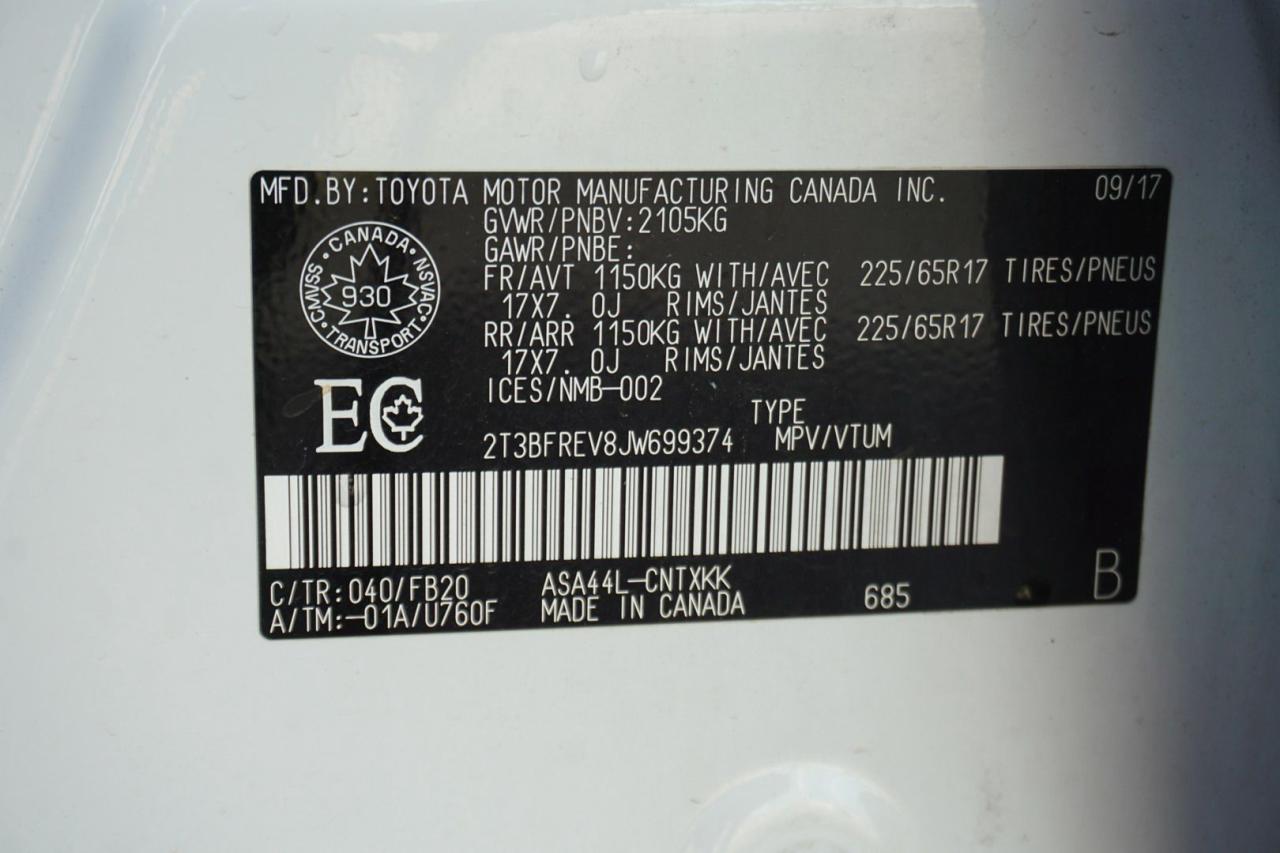 MFD.BY:TOYOTA MOTOR MANUFACTURING CANADA INC. 09/17
GVWR/PNBV:2105KG
GAWR/PNBE:
FR/AVT 1150KG WITH/AVEC 225/65R17 TIRES/PNEUS
17X7. 0J RIMS/JANTES
RR/ARR 1150KG WITH/AVEC 225/65R17 TIRES/PNEUS
17X7. 0J RIMS/JANTES
ICES/NMB-002
CANADA
CMVSS NSVAC
930
TRANSPORT
EC
TYPE
2T3BFREV8JW699374 MPV/VTUM
C/TR:040/FB20 ASA44L-CNTXKK
A/TM:-01A/U760F MADE IN CANADA 685
B